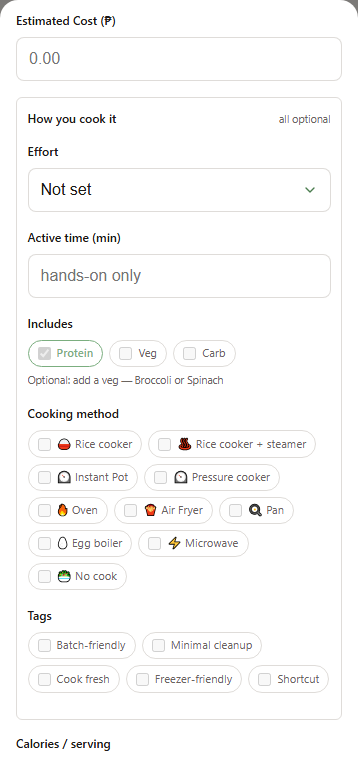 Estimated Cost (₱)
0.00
How you cook it all optional
Effort
Not set
Active time (min)
hands-on only
Includes
Protein Veg Carb
Optional: add a veg — Broccoli or Spinach
Cooking method
Rice cooker Rice cooker + steamer
Instant Pot Pressure cooker
Oven Air Fryer Pan
Egg boiler Microwave
No cook
Tags
Batch-friendly Minimal cleanup
Cook fresh Freezer-friendly Shortcut
Calories / serving